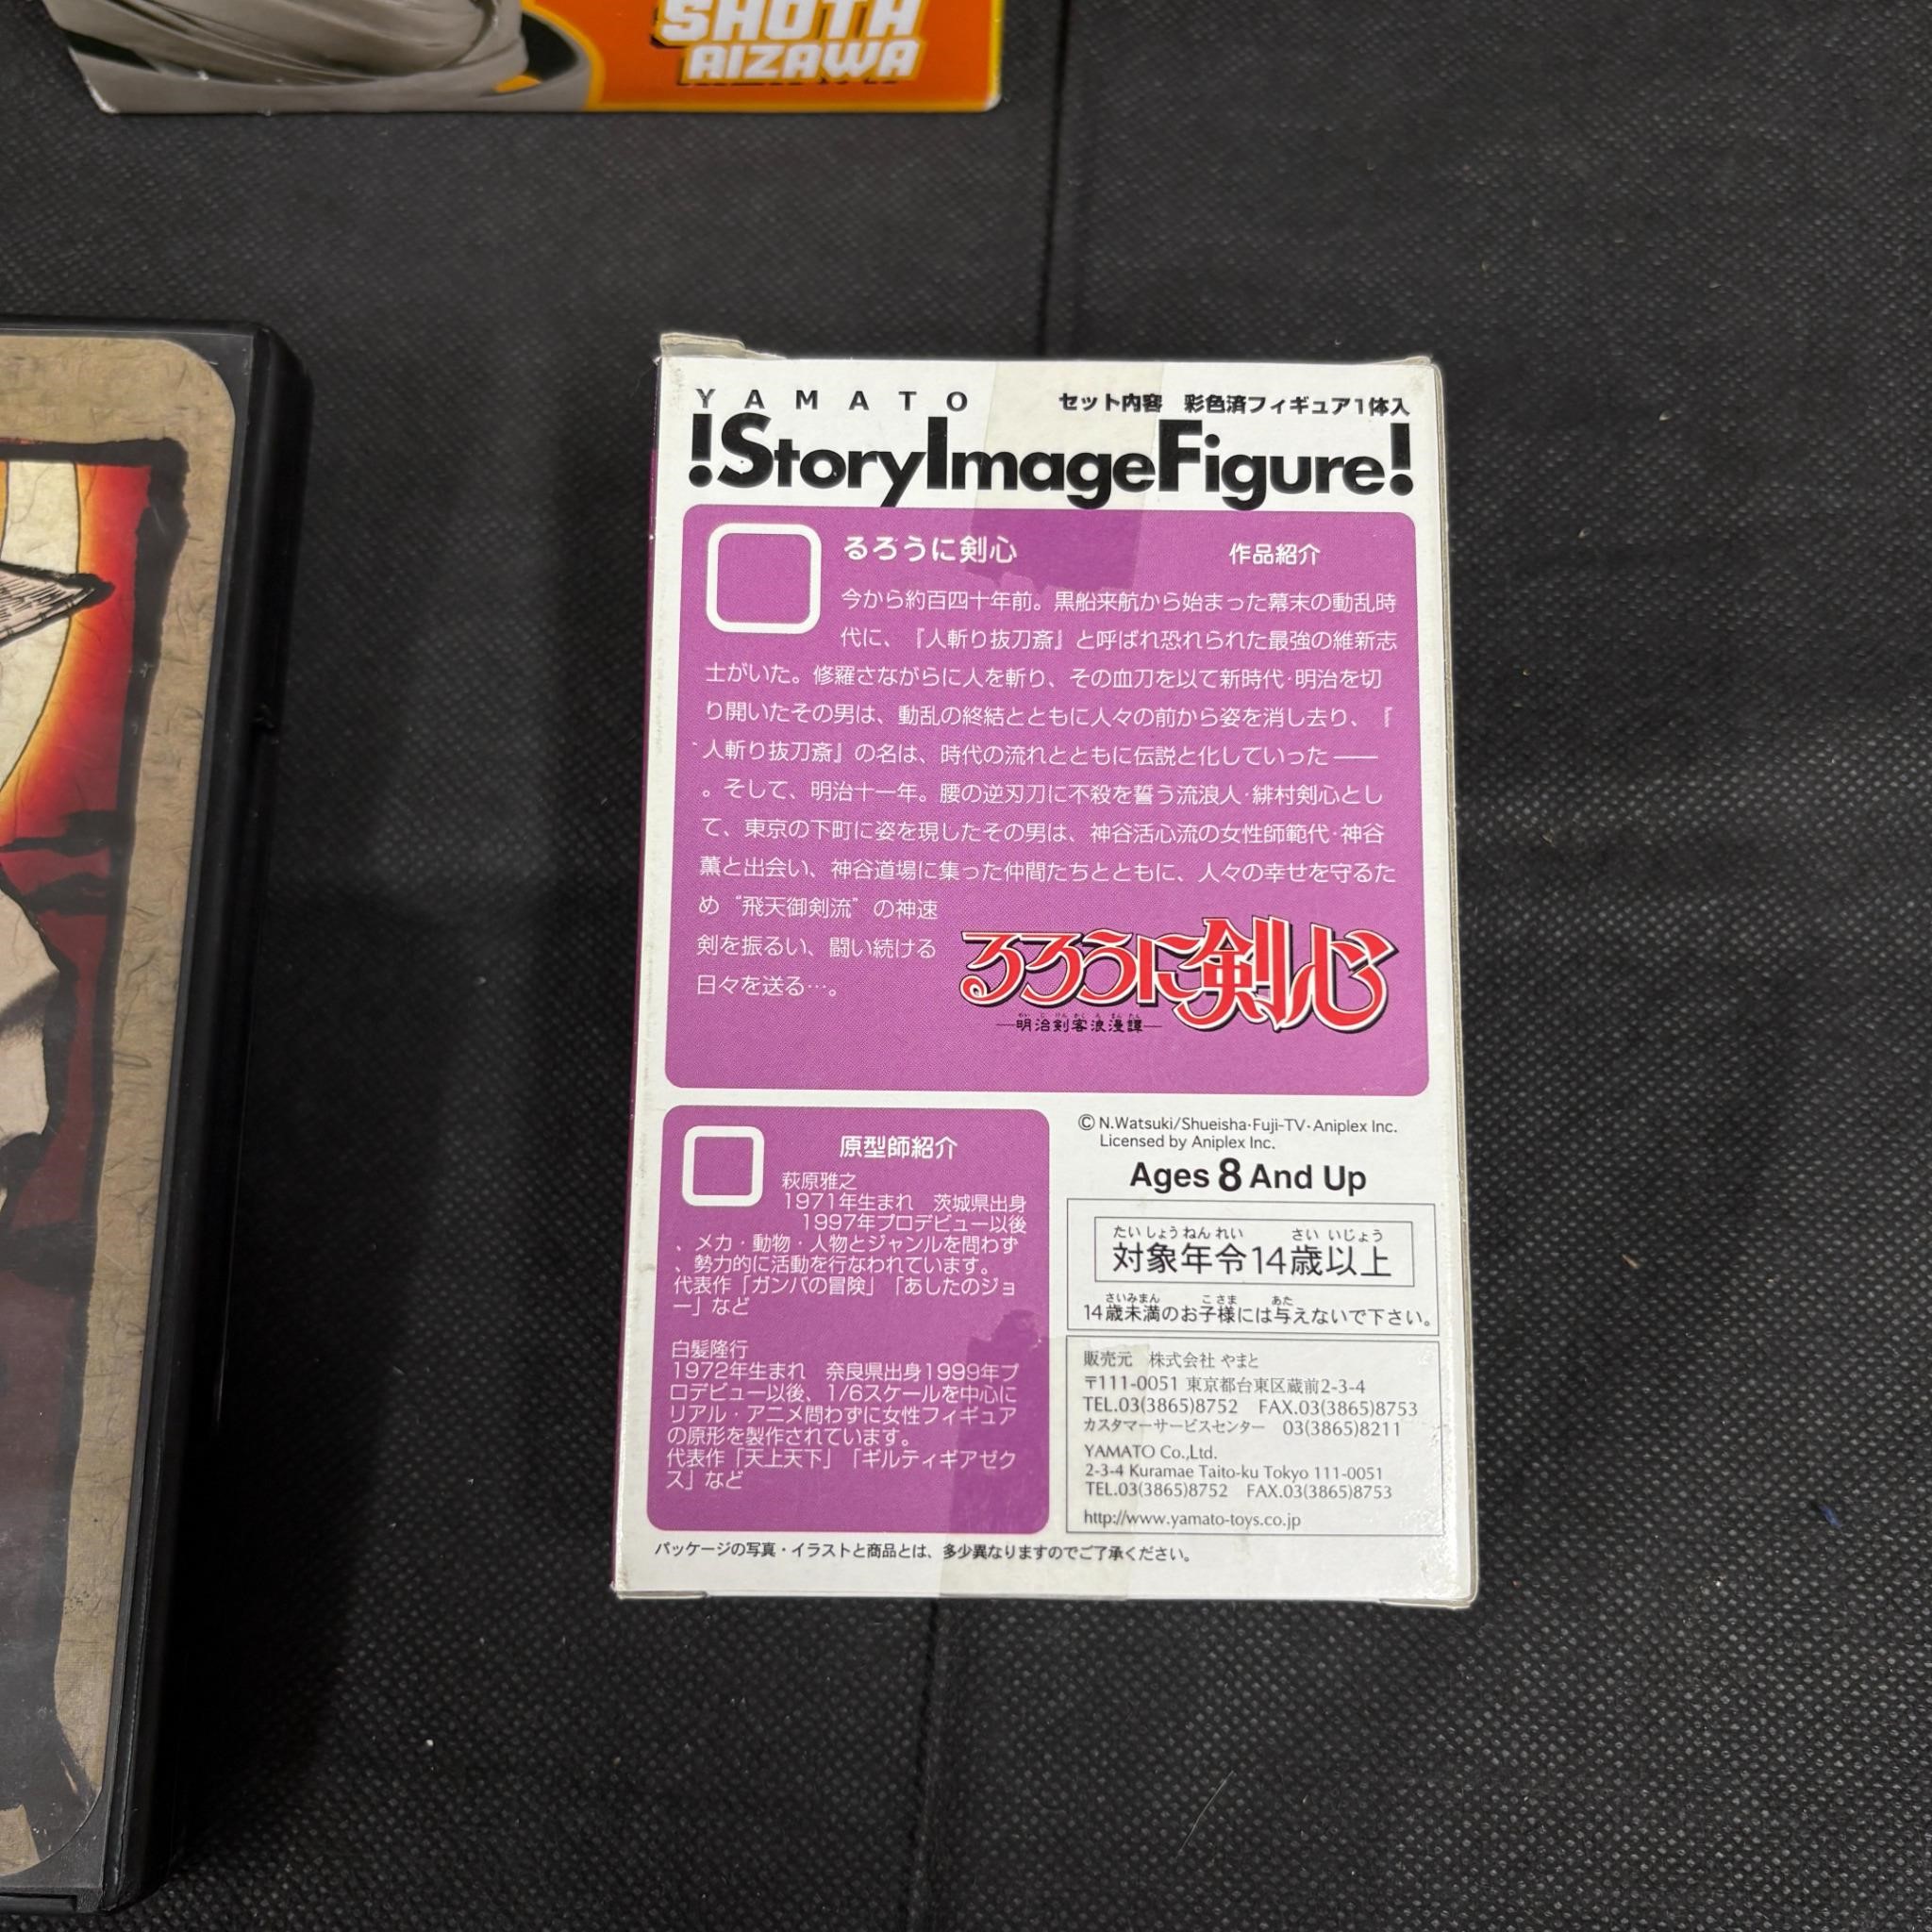 SHOTA
AIZAWA
YAMATO
セット内容 彩色済フィギュア1体入
!StoryImageFigure!
るろうに剣心 作品紹介
今から約百四十年前。黒船来航から始まった幕末の動乱時
代に、『人斬り抜刀斎』と呼ばれ恐れられた最強の維新志
士がいた。修羅さながらに人を斬り、その血刀を以て新時代·明治を切
り開いたその男は、動乱の終結とともに人々の前から姿を消し去り、『
人斬り抜刀斎』の名は、時代の流れとともに伝説と化していった――
。そして、明治十一年。腰の逆刃刀に不殺を誓う流浪人·緋村剣心とし
て、東京の下町に姿を現したその男は、神谷活心流の女性師範代·神谷
薫と出会い、神谷道場に集った仲間たちとともに、人々の幸せを守るた
め“飛天御剣流”の神速
剣を振るい、闘い続ける
日々を送る…。
るろうに剣心
―明治剣客浪漫譚―
めいじけんかくろまんたん
原型師紹介
萩原雅之
1971年生まれ 茨城県出身
1997年プロデビュー以後
、メカ・動物・人物とジャンルを問わず
、勢力的に活動を行なわれています。
代表作「ガンバの冒険」「あしたのジョ
ー」など
白髪隆行
1972年生まれ 奈良県出身1999年プ
ロデビュー以後、1/6スケールを中心に
リアル・アニメ問わずに女性フィギュア
の原形を製作されています。
代表作「天上天下」「ギルティギアゼク
ス」など
© N.Watsuki/Shueisha·Fuji-TV·Aniplex Inc.
Licensed by Aniplex Inc.
Ages 8 And Up
たいしょうねんれい さい いじょう
対象年令14歳以上
さいみまん こさま あた
14歳未満のお子様には与えないで下さい。
販売元 株式会社 やまと
〒111-0051 東京都台東区蔵前2-3-4
TEL.03(3865)8752 FAX.03(3865)8753
カスタマーサービスセンター 03(3865)8211
YAMATO Co.,Ltd.
2-3-4 Kuramae Taito-ku Tokyo 111-0051
TEL.03(3865)8752 FAX.03(3865)8753
http://www.yamato-toys.co.jp
パッケージの写真・イラストと商品とは、多少異なりますのでご了承ください。